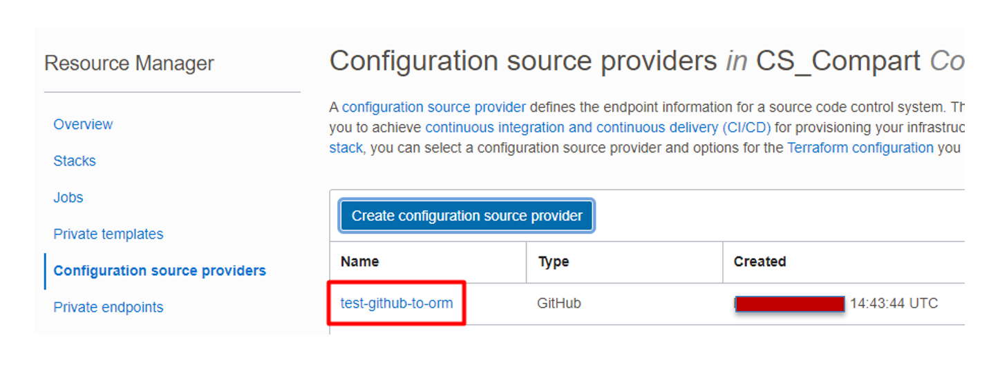 Resource Manager
Overview
Stacks
Jobs
Private templates
Configuration source providers
Private endpoints
Configuration source providers in CS_Compart Co
A configuration source provider defines the endpoint information for a source code control system. Th
you to achieve continuous integration and continuous delivery (CI/CD) for provisioning your infrastruc
stack, you can select a configuration source provider and options for the Terraform configuration you
Create configuration source provider
Name Type Created
test-github-to-orm GitHub 14:43:44 UTC